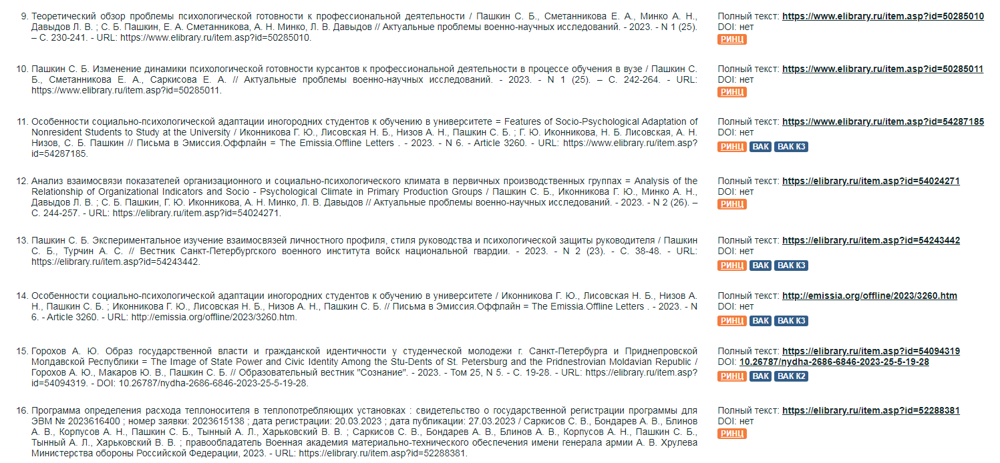 9. Теоретический обзор проблемы психологической готовности к профессиональной деятельности / Пашкин С. Б., Сметанникова Е. А., Минко А. Н.,
Давыдов Л. В. ; С. Б. Пашкин, Е. А. Сметанникова, А. Н. Минко, Л. В. Давыдов // Актуальные проблемы военно-научных исследований. - 2023. - N 1 (25).
– С. 230-241. - URL: https://www.elibrary.ru/item.asp?id=50285010.
Полный текст: https://www.elibrary.ru/item.asp?id=50285010
DOI: нет
РИНЦ
10. Пашкин С. Б. Изменение динамики психологической готовности курсантов к профессиональной деятельности в процессе обучения в вузе / Пашкин С.
Б., Сметанникова Е. А., Саркисова Е. А. // Актуальные проблемы военно-научных исследований. - 2023. - N 1 (25). – С. 242-264. - URL:
https://www.elibrary.ru/item.asp?id=50285011.
Полный текст: https://www.elibrary.ru/item.asp?id=50285011
DOI: нет
РИНЦ
11. Особенности социально-психологической адаптации иногородних студентов к обучению в университете = Features of Socio-Psychological Adaptation of
Nonresident Students to Study at the University / Иконникова Г. Ю., Лисовская Н. Б., Низов А. Н., Пашкин С. Б. ; Г. Ю. Иконникова, Н. Б. Лисовская, А. Н.
Низов, С. Б. Пашкин // Письма в Эмиссия.Оффлайн = The Emissia.Offline Letters . - 2023. - N 6. - Article 3260. - URL: https://www.elibrary.ru/item.asp?
id=54287185.
Полный текст: https://www.elibrary.ru/item.asp?id=54287185
DOI: нет
РИНЦ ВАК ВАК К3
12. Анализ взаимосвязи показателей организационного и социально-психологического климата в первичных производственных группах = Analysis of the
Relationship of Organizational Indicators and Socio - Psychological Climate in Primary Production Groups / Пашкин С. Б., Иконникова Г. Ю., Минко А. Н.,
Давыдов Л. В. ; С. Б. Пашкин, Г. Ю. Иконникова, А. Н. Минко, Л. В. Давыдов // Актуальные проблемы военно-научных исследований. - 2023. - N 2 (26). –
С. 244-257. - URL: https://elibrary.ru/item.asp?id=54024271.
Полный текст: https://elibrary.ru/item.asp?id=54024271
DOI: нет
РИНЦ
13. Пашкин С. Б. Экспериментальное изучение взаимосвязей личностного профиля, стиля руководства и психологической защиты руководителя / Пашкин
С. Б., Турчин А. С. // Вестник Санкт-Петербургского военного института войск национальной гвардии. - 2023. - N 2 (23). - С. 38-48. - URL:
https://elibrary.ru/item.asp?id=54243442.
Полный текст: https://elibrary.ru/item.asp?id=54243442
DOI: нет
РИНЦ ВАК ВАК К3
14. Особенности социально-психологической адаптации иногородних студентов к обучению в университете / Иконникова Г. Ю., Лисовская Н. Б., Низов А.
Н., Пашкин С. Б. ; Иконникова Г. Ю., Лисовская Н. Б., Низов А. Н., Пашкин С. Б. // Письма в Эмиссия.Оффлайн = The Emissia.Offline Letters . - 2023. - N
6. - Article 3260. - URL: http://emissia.org/offline/2023/3260.htm.
Полный текст: http://emissia.org/offline/2023/3260.htm
DOI: нет
РИНЦ ВАК ВАК К3
15. Горохов А. Ю. Образ государственной власти и гражданской идентичности у студенческой молодежи г. Санкт-Петербурга и Приднепровской
Молдавской Республики = The Image of State Power and Civic Identity Among the Stu-Dents of St. Petersburg and the Pridnestrovian Moldavian Republic /
Горохов А. Ю., Макаров Ю. В., Пашкин С. Б. // Образовательный вестник "Сознание". - 2023. - Том 25, N 5. - С. 19-28. - URL: https://elibrary.ru/item.asp?
id=54094319. - DOI: 10.26787/nydha-2686-6846-2023-25-5-19-28.
Полный текст: https://elibrary.ru/item.asp?id=54094319
DOI: 10.26787/nydha-2686-6846-2023-25-5-19-28
РИНЦ ВАК ВАК К2
16. Программа определения расхода теплоносителя в теплопотребляющих установках : свидетельство о государственной регистрации программы для
ЭВМ № 2023616400 ; номер заявки: 2023615138 ; дата регистрации: 20.03.2023 ; дата публикации: 27.03.2023 / Саркисов С. В., Бондарев А. В., Блинов
А. В., Корпусов А. Н., Пашкин С. Б., Тынный А. Л., Харьковский В. В. ; Саркисов С. В., Бондарев А. В., Блинов А. В., Корпусов А. Н., Пашкин С. Б.,
Тынный А. Л., Харьковский В. В. ; правообладатель Военная академия материально-технического обеспечения имени генерала армии А. В. Хрулева
Министерства обороны Российской Федерации, 2023. - URL: https://elibrary.ru/item.asp?id=52288381.
Полный текст: https://elibrary.ru/item.asp?id=52288381
DOI: нет
РИНЦ